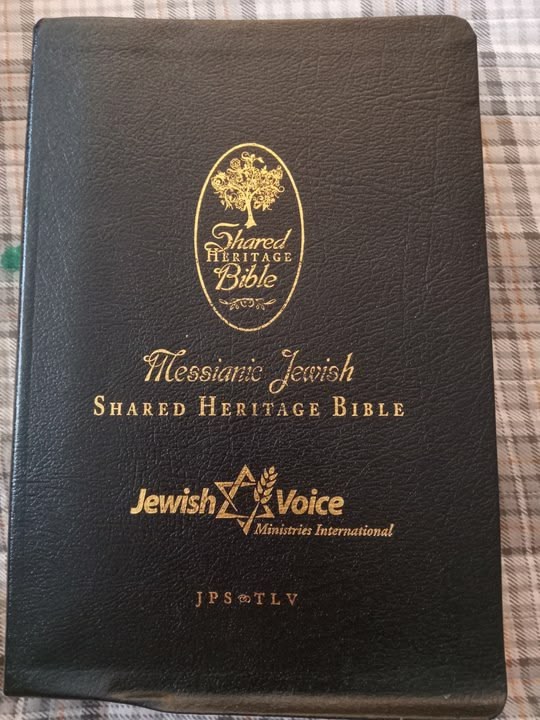 Shared
HERITAGE
Bible
Messianic Jewish
SHARED HERITAGE BIBLE
Jewish Voice
Ministries International
JPS TLV